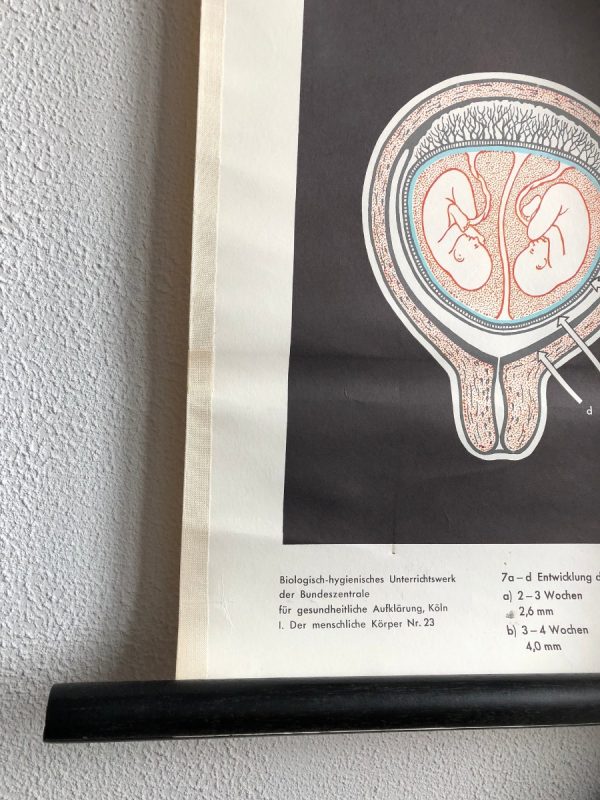 d
Biologisch-hygienisches Unterrichtswerk
der Bundeszentrale
für gesundheitliche Aufklärung, Köln
I. Der menschliche Körper Nr. 23
7a – d Entwicklung d
a) 2 – 3 Wochen
2,6 mm
b) 3 – 4 Wochen
4,0 mm